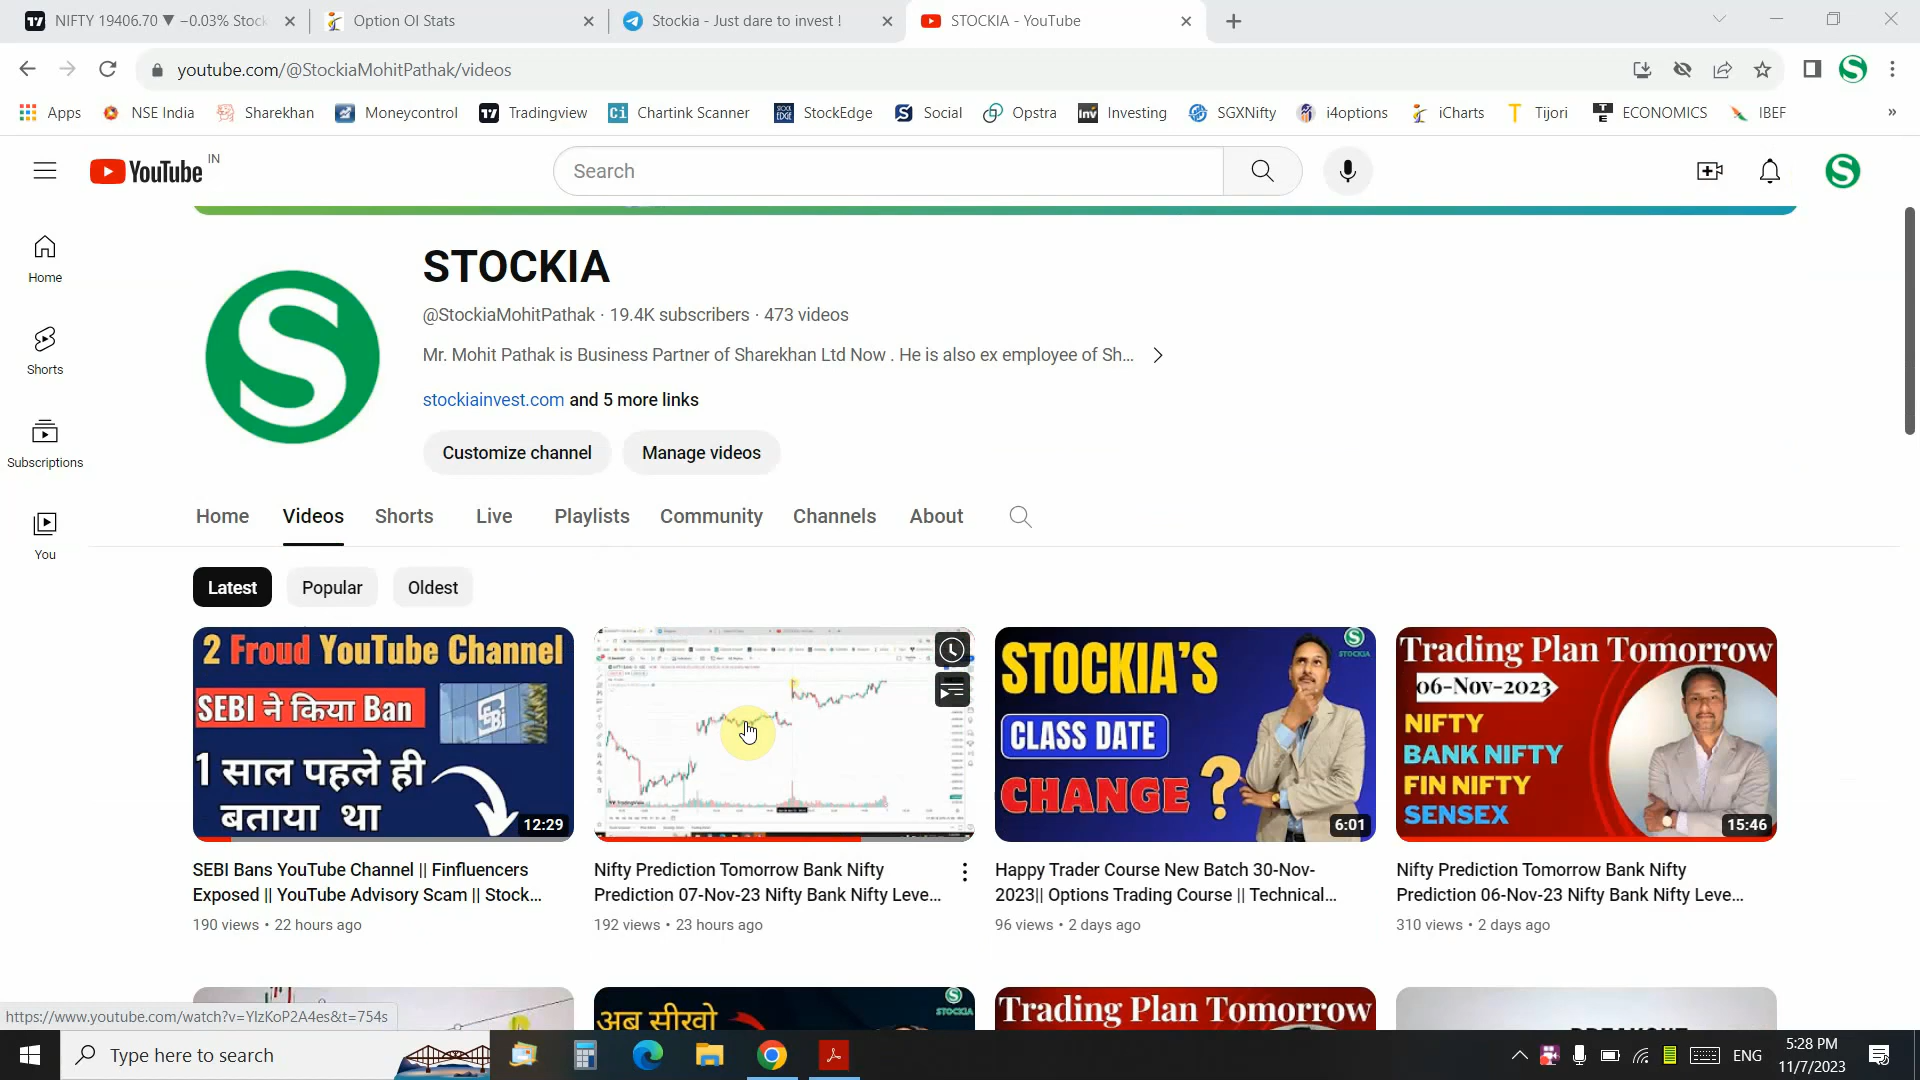 NIFTY 19406.70 ▼ −0.03% Stock
Option OI Stats
Stockia - Just dare to invest !
STOCKIA - YouTube
youtube.com/@StockiaMohitPathak/videos
Apps
NSE India
Sharekhan
Moneycontrol
Tradingview
Chartink Scanner
StockEdge
Social
Opstra
Investing
SGXNifty
i4options
iCharts
Tijori
ECONOMICS
IBEF
»
YouTube IN
Search
Home
Shorts
Subscriptions
You
STOCKIA
@StockiaMohitPathak · 19.4K subscribers · 473 videos
Mr. Mohit Pathak is Business Partner of Sharekhan Ltd Now . He is also ex employee of Sh...
stockiainvest.com and 5 more links
Customize channel
Manage videos
Home
Videos
Shorts
Live
Playlists
Community
Channels
About
Latest
Popular
Oldest
2 Froud YouTube Channel
SEBI ने किया Ban
1 साल पहले ही
बताया था
12:29
SEBI Bans YouTube Channel || Finfluencers
Exposed || YouTube Advisory Scam || Stock...
190 views • 22 hours ago
Nifty Prediction Tomorrow Bank Nifty
Prediction 07-Nov-23 Nifty Bank Nifty Leve...
192 views • 23 hours ago
STOCKIA
STOCKIA'S
CLASS DATE
CHANGE ?
6:01
Happy Trader Course New Batch 30-Nov-
2023|| Options Trading Course || Technical...
96 views • 2 days ago
Trading Plan Tomorrow
06-Nov-2023
NIFTY
BANK NIFTY
FIN NIFTY
SENSEX
15:46
Nifty Prediction Tomorrow Bank Nifty
Prediction 06-Nov-23 Nifty Bank Nifty Leve...
310 views • 2 days ago
अब सीखो
STOCKIA
Trading Plan Tomorrow
https://www.youtube.com/watch?v=YlzKoP2A4es&t=754s
Type here to search
ENG
5:28 PM
11/7/2023